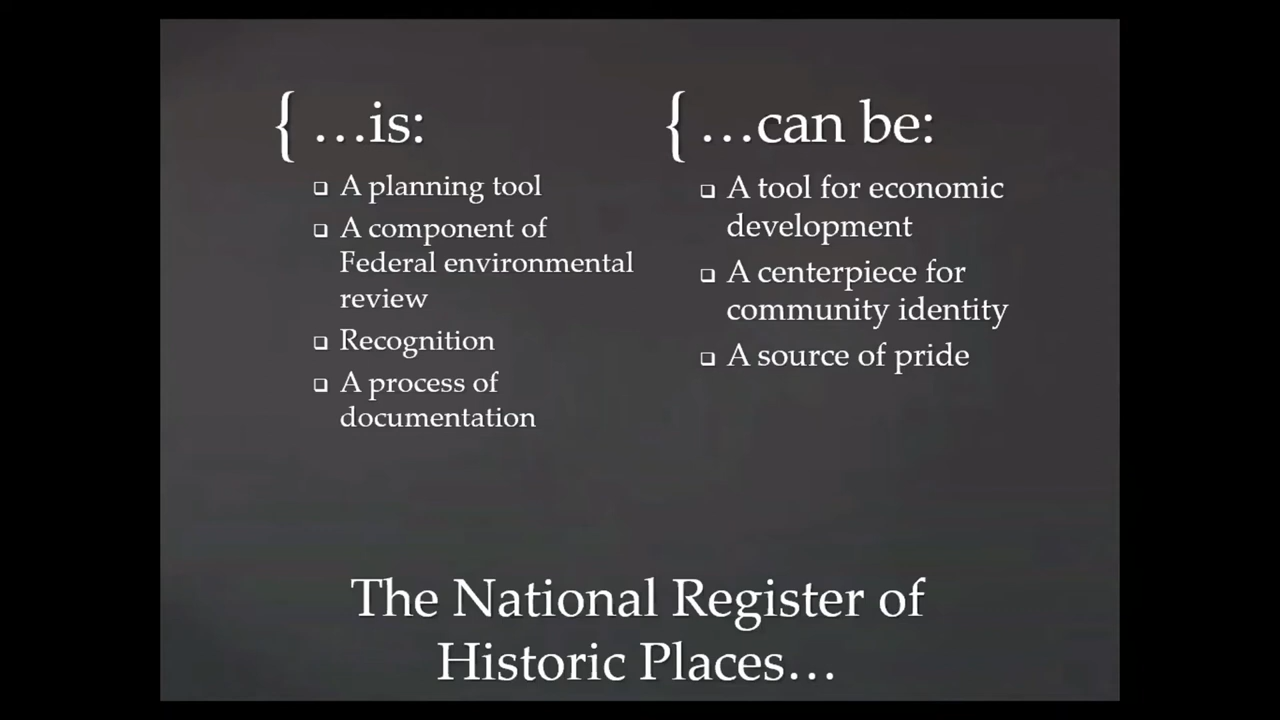 { …is:
❑ A planning tool
❑ A component of
Federal environmental
review
❑ Recognition
❑ A process of
documentation
{ …can be:
❑ A tool for economic
development
❑ A centerpiece for
community identity
❑ A source of pride
The National Register of
Historic Places…